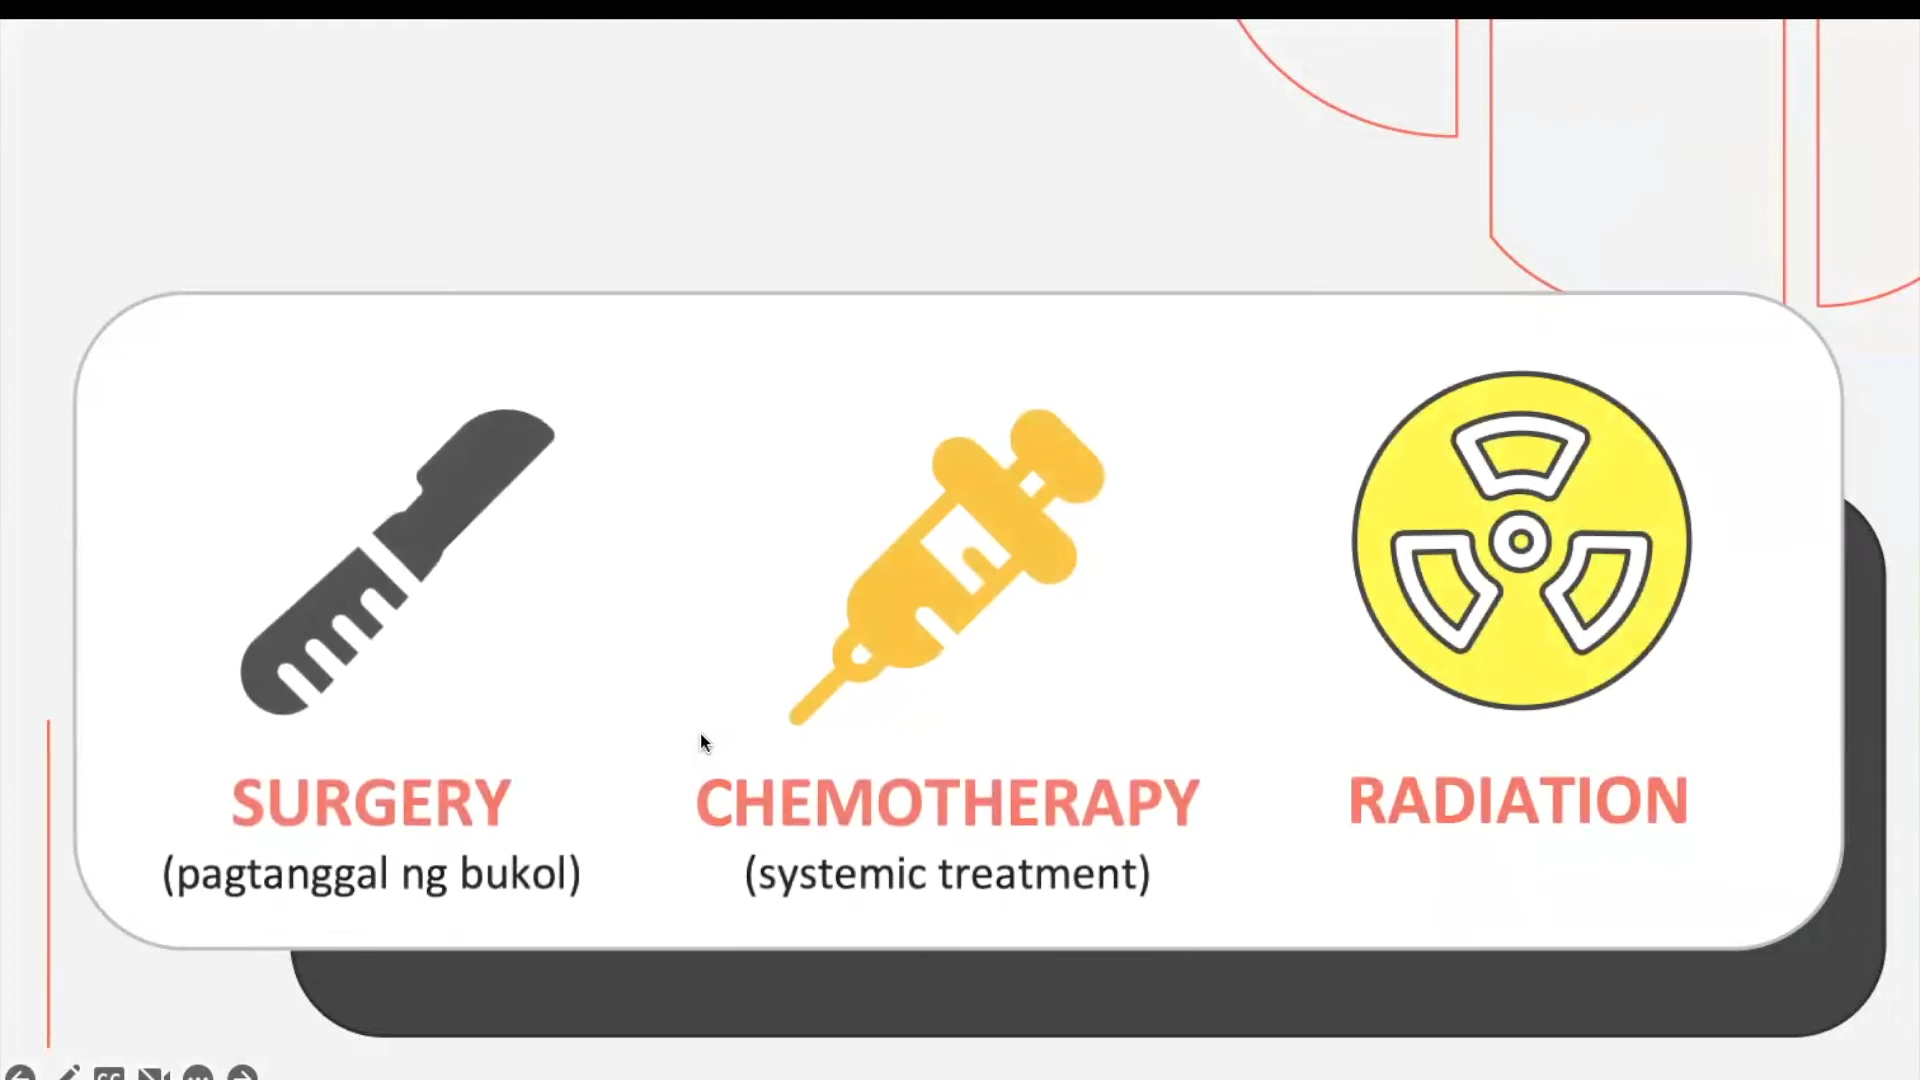 SURGERY
(pagtanggal ng bukol)
CHEMOTHERAPY
(systemic treatment)
RADIATION